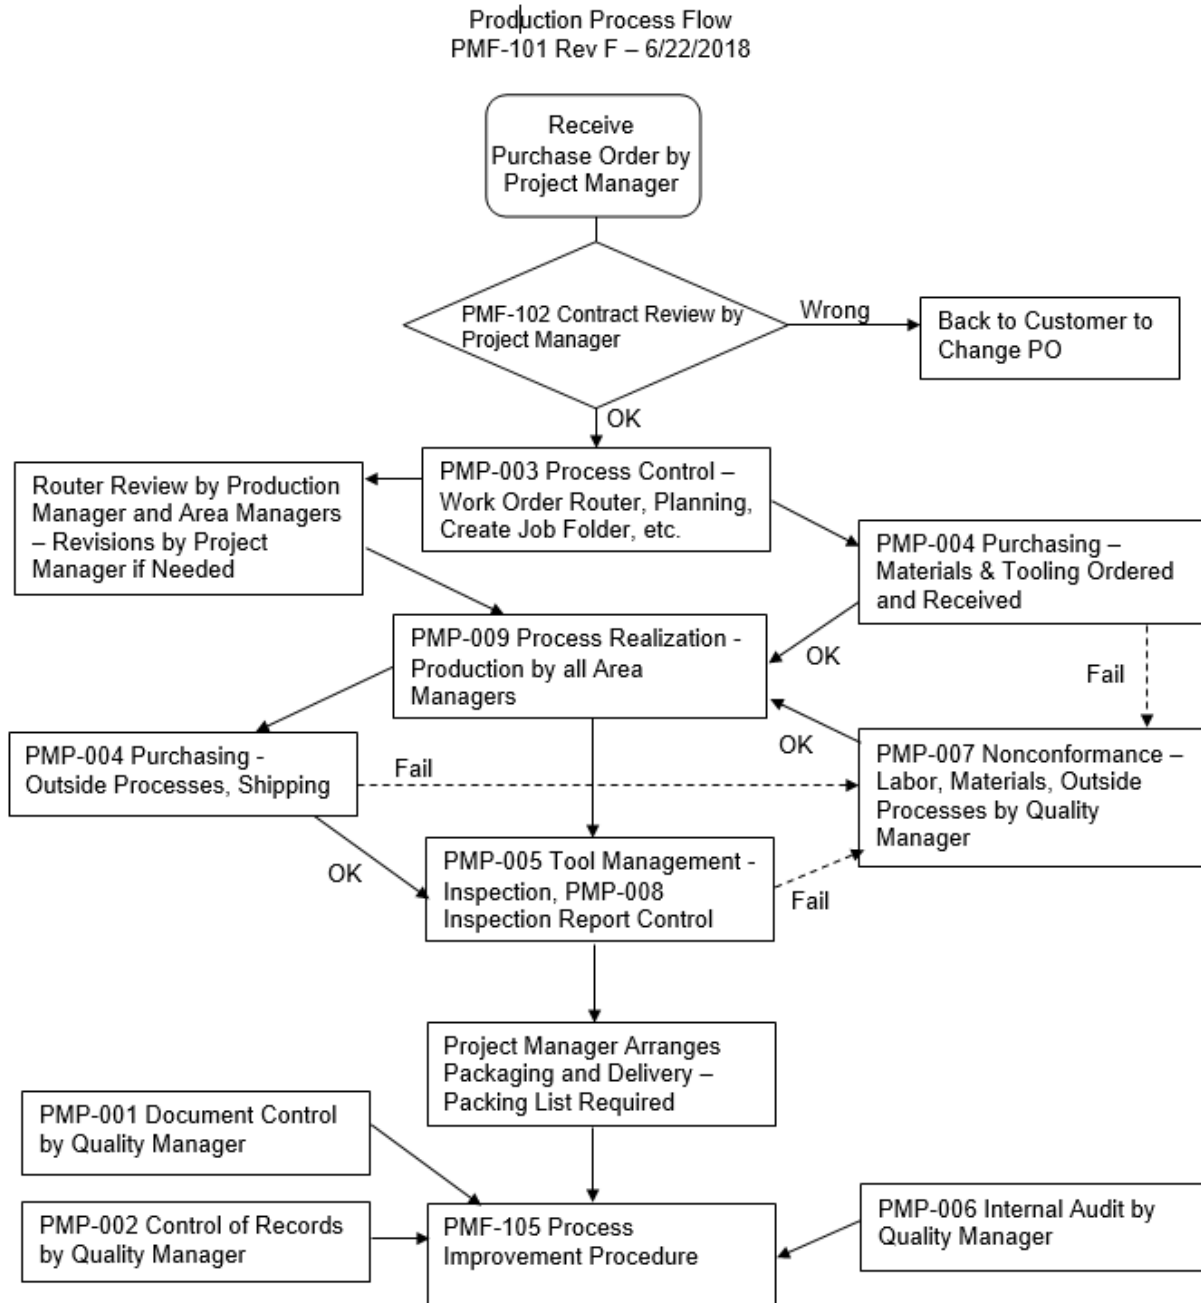 Production Process Flow
PMF-101 Rev F – 6/22/2018
Receive
Purchase Order by
Project Manager
PMF-102 Contract Review by
Project Manager
Wrong
Back to Customer to
Change PO
OK
PMP-003 Process Control –
Work Order Router, Planning,
Create Job Folder, etc.
Router Review by Production
Manager and Area Managers
– Revisions by Project
Manager if Needed
PMP-004 Purchasing –
Materials & Tooling Ordered
and Received
PMP-009 Process Realization -
Production by all Area
Managers
OK
Fail
PMP-004 Purchasing -
Outside Processes, Shipping
Fail
OK
PMP-007 Nonconformance –
Labor, Materials, Outside
Processes by Quality
Manager
OK
PMP-005 Tool Management -
Inspection, PMP-008
Inspection Report Control
Fail
Project Manager Arranges
Packaging and Delivery –
Packing List Required
PMP-001 Document Control
by Quality Manager
PMP-002 Control of Records
by Quality Manager
PMF-105 Process
Improvement Procedure
PMP-006 Internal Audit by
Quality Manager